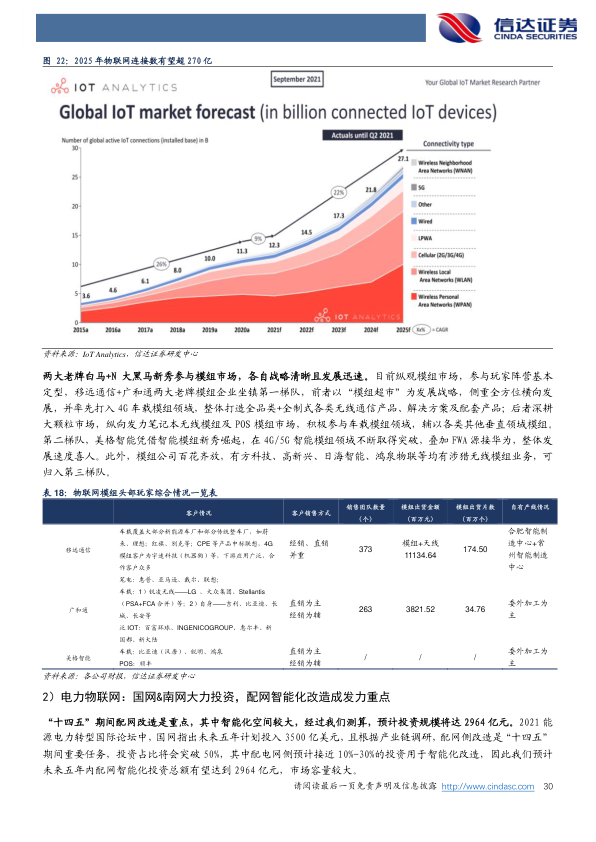 信达证券
CINDA SECURITIES
图 22：2025 年物联网连接数有望超 270 亿
IOT ANALYTICS
September 2021
Your Global IoT Market Research Partner
Global IoT market forecast (in billion connected IoT devices)
Actuals until Q2 2021
Number of global active IoT connections (installed base) in B
Connectivity type
30
25
20
15
10
5
0
3.6
4.6
6.1
8.0
10.0
11.3
12.3
14.5
17.3
21.8
27.1
20%
9%
22%
Wireless Neighborhood
Area Networks (WNAN)
5G
Other
Wired
LPWA
Cellular (2G/3G/4G)
Wireless Local
Area Networks (WLAN)
Wireless Personal
Area Networks (WPAN)
IOT ANALYTICS
2015a 2016a 2017a 2018a 2019a 2020a 2021f 2022f 2023f 2024f 2025f
xx% = CAGR
资料来源：IoT Analytics，信达证券研发中心
两大老牌白马+N 大黑马新秀参与模组市场，各自战略清晰且发展迅速。目前纵观模组市场，参与玩家阵营基本
定型，移远通信+广和通两大老牌模组企业坐镇第一梯队，前者以“模组超市”为发展战略，侧重全方位横向发
展，并率先打入 4G 车载模组领域，整体打造全品类+全制式各类无线通信产品、解决方案及配套产品；后者深耕
大颗粒市场，纵向发力笔记本无线模组及 POS 模组市场，积极参与车载模组领域，辅以各类其他垂直领域模组。
第二梯队，美格智能凭借智能模组新秀崛起，在 4G/5G 智能模组领域不断取得突破，叠加 FWA 源接华为，整体发
展速度喜人。此外，模组公司百花齐放，有方科技、高新兴、日海智能、鸿泉物联等均有涉猎无线模组业务，可
归入第三梯队。
表 18：物联网模组头部玩家综合情况一览表
客户情况 客户销售方式 销售团队数量（个） 模组出货金额（百万元） 模组出货片数（百万个） 自有产线情况
移远通信
车载覆盖大部分新能源车厂和部分传统整车厂，如蔚
来、理想；红旗、别克等；CPE 等产品中标联想，4G
模组客户为宇速科技（机器狗）等，下游应用广泛，合
作客户众多
经销、直销
并重
373
模组+天线
11134.64
174.50
合肥智能制
造中心+常
州智能制造
中心
广和通
笔电：惠普、亚马逊、戴尔、联想；
车载：1）锐凌无线——LG 、大众集团、Stellantis
（PSA+FCA 合并）等；2）自身——吉利、比亚迪、长
城、长安等
泛 IOT：百富环球、INGENICOGROUP、惠尔丰、新
国都、新大陆
直销为主
经销为辅
263
3821.52
34.76
委外加工为
主
美格智能
车载：比亚迪（汉唐）、锐明、鸿泉
POS：顺丰
直销为主
经销为辅
/
/
/
委外加工为
主
资料来源：各公司财报，信达证券研发中心
2）电力物联网：国网&南网大力投资，配网智能化改造成发力重点
“十四五”期间配网改造是重点，其中智能化空间较大，经过我们测算，预计投资规模将达 2964 亿元。2021 能
源电力转型国际论坛中，国网指出未来五年计划投入 3500 亿美元，且根据产业链调研，配网侧改造是“十四五”
期间重要任务，投资占比将会突破 50%，其中配电网侧预计接近 10%-30%的投资用于智能化改造，因此我们预计
未来五年内配网智能化投资总额有望达到 2964 亿元，市场容量较大。
请阅读最后一页免责声明及信息披露 http://www.cindasc.com 30